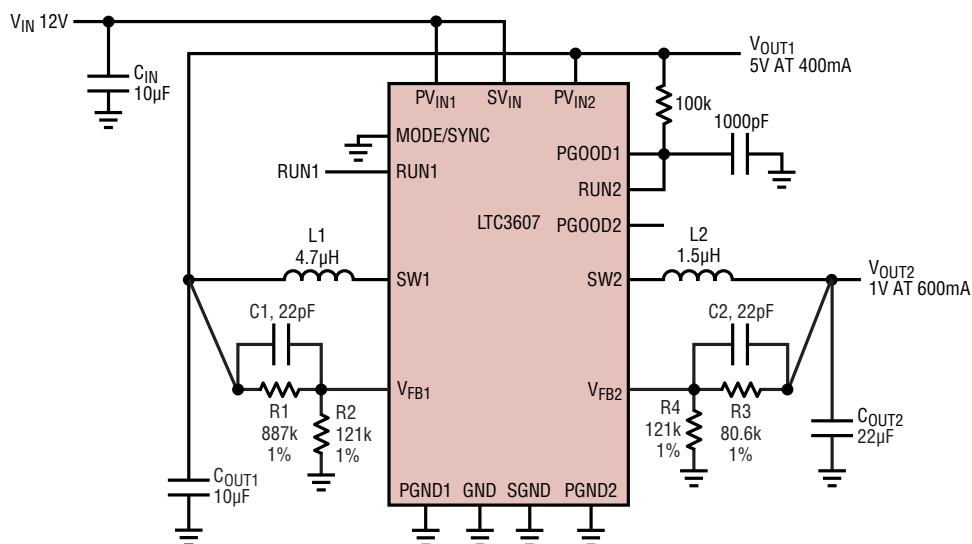 VIN 12V
CIN
10µF
VOUT1
5V AT 400mA
PVIN1 SVIN PVIN2
100k
1000pF
MODE/SYNC
PGOOD1
RUN1 RUN1
RUN2
LTC3607 PGOOD2
L1
4.7µH
SW1
L2
1.5µH
SW2
VOUT2
1V AT 600mA
C1, 22pF
C2, 22pF
VFB1
VFB2
R1
887k
1%
R2
121k
1%
R4
121k
1%
R3
80.6k
1%
COUT2
22µF
COUT1
10µF
PGND1 GND SGND PGND2